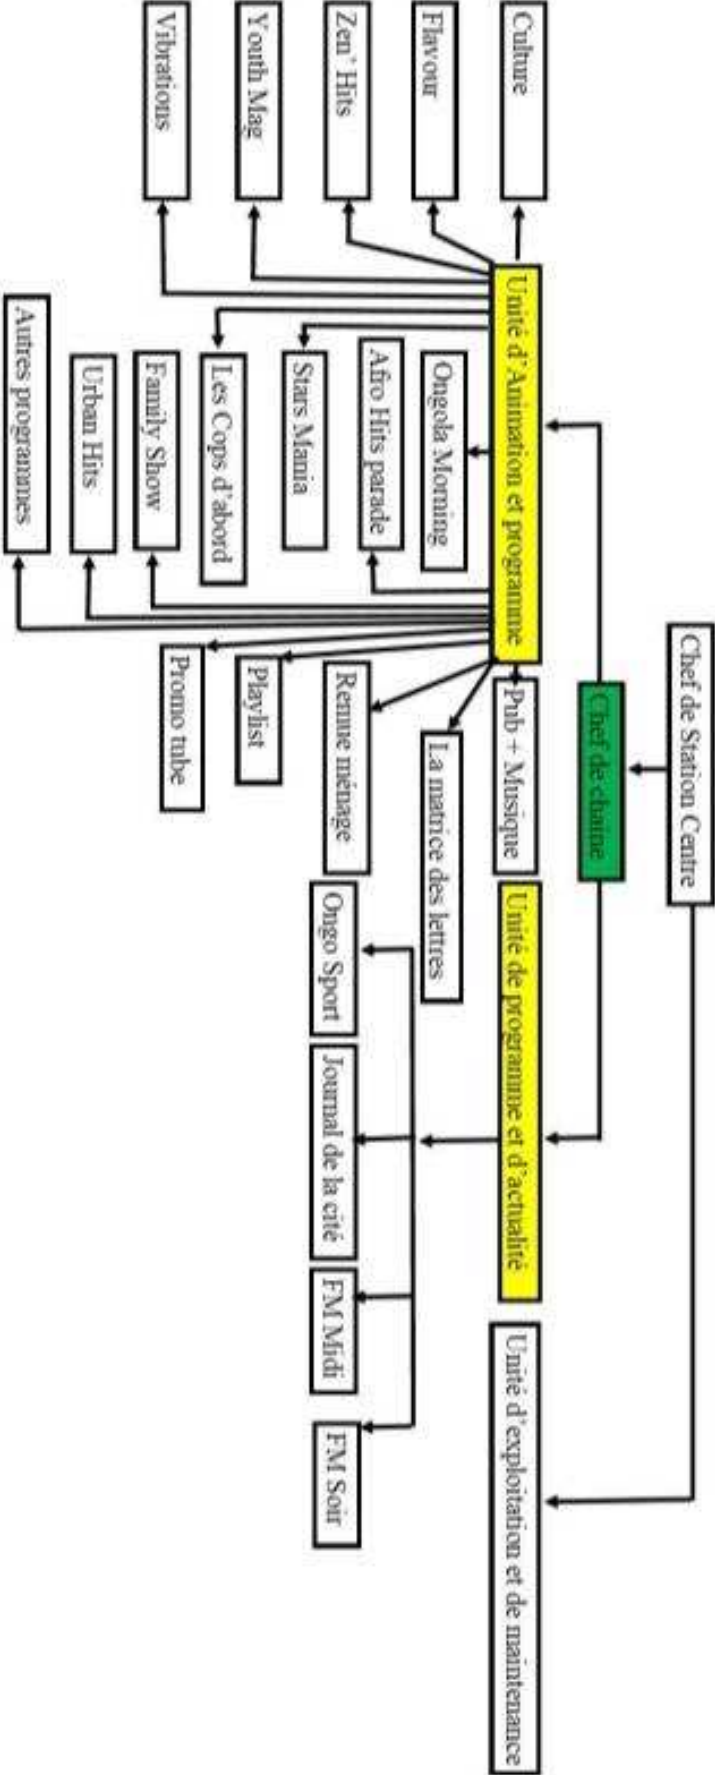 Chef de Station Centre
Chef de chaine
Unité d'Animation et programme
Pub + Musique
Unité de programme et d'actualité
Unité d'exploitation et de maintenance
Culture
Flavour
Zen' Hits
Youth Mag
Vibrations
Ongola Morning
Afro Hits parade
Stars Mania
Les Cops d'abord
Family Show
Urban Hits
Autres programmes
La matrice des lettres
Remue ménage
Playlist
Promo tube
Ongo Sport
Journal de la cité
FM Midi
FM Soir